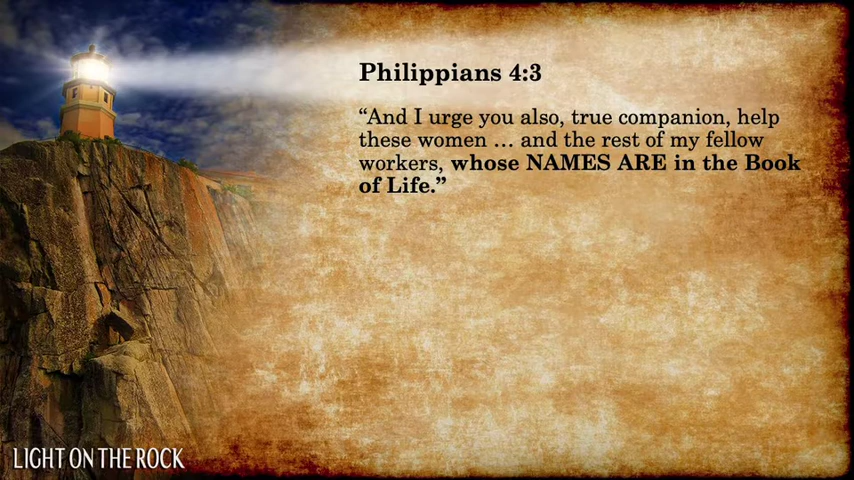 Philippians 4:3
“And I urge you also, true companion, help
these women … and the rest of my fellow
workers, whose NAMES ARE in the Book
of Life.”
LIGHT ON THE ROCK